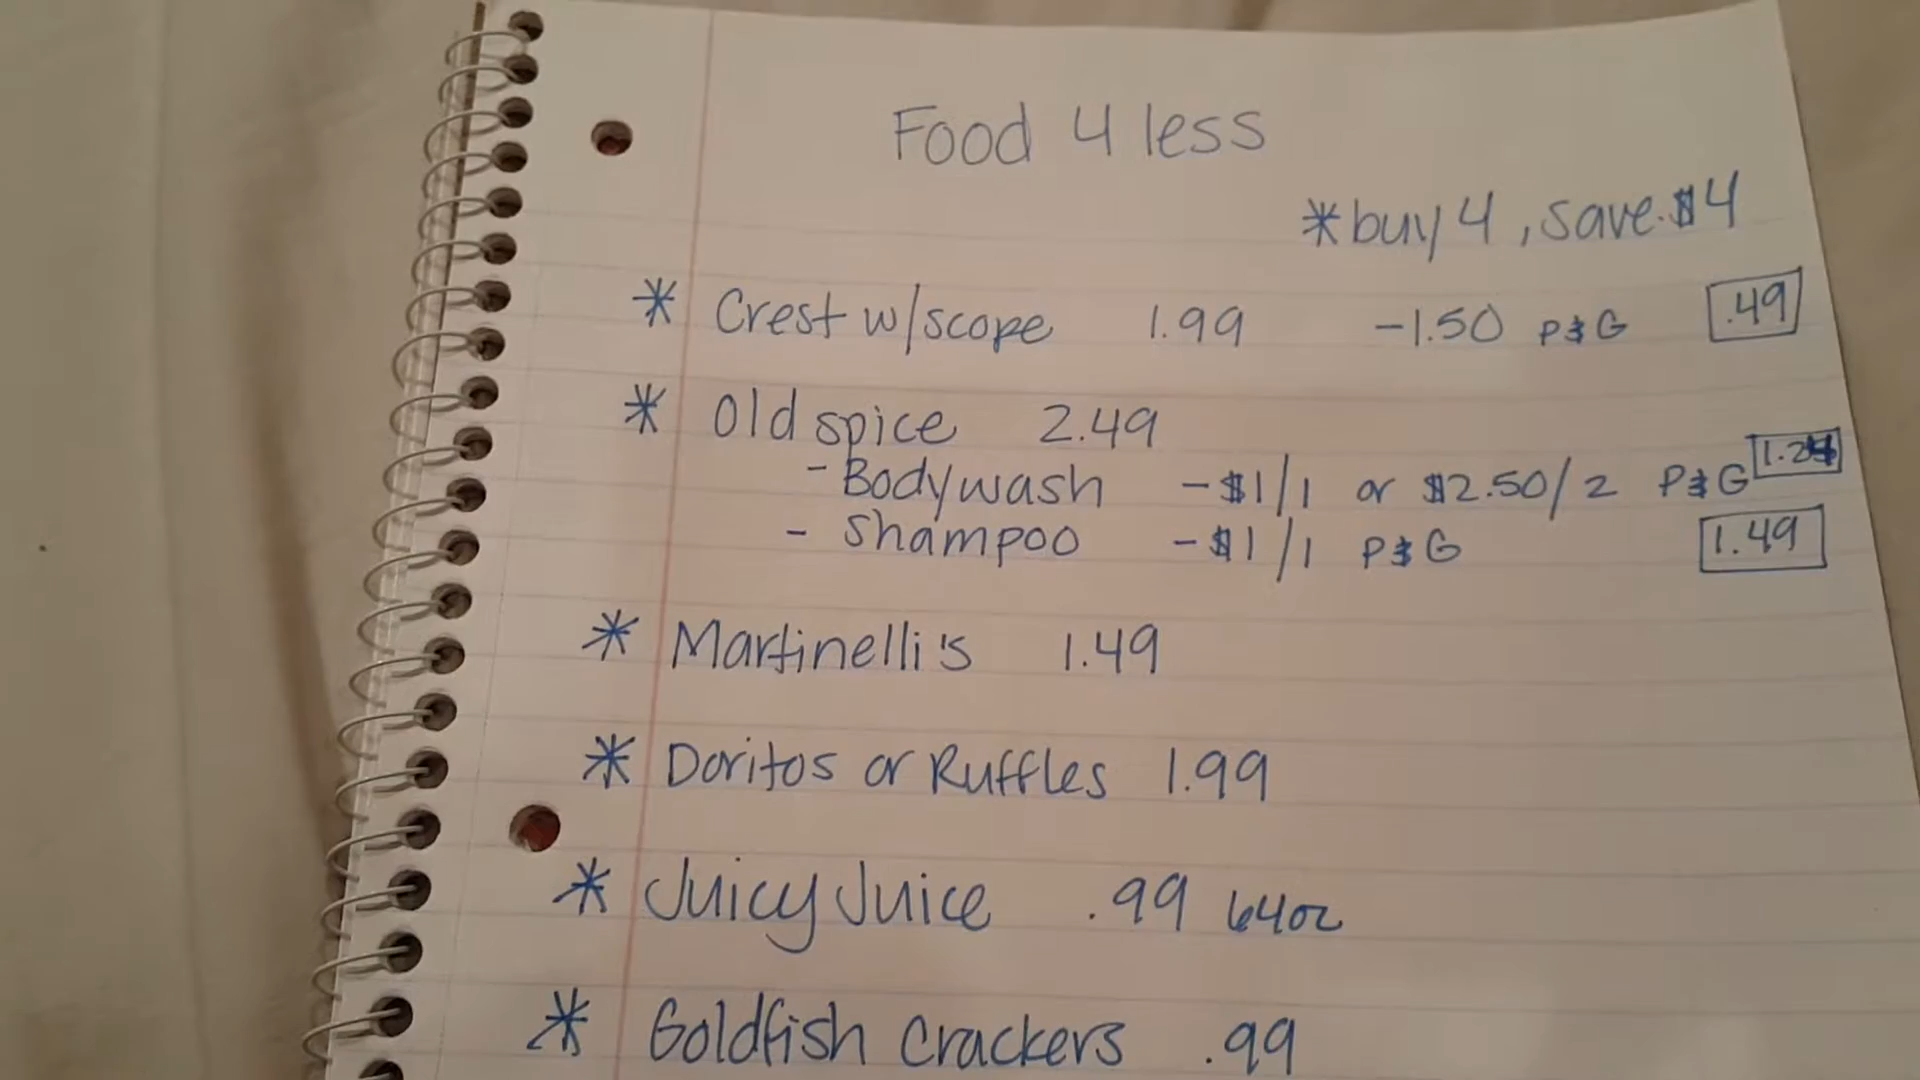 Food 4 less
*buy 4, save $4
* Crest w/scope 1.99 -1.50 P&G .49
* Old spice 2.49
- Bodywash -$1/1 or $2.50/2 P&G 1.24
- Shampoo -$1/1 P&G 1.49
* Martinelli's 1.49
* Doritos or Ruffles 1.99
* Juicy Juice .99 64oz
* Goldfish Crackers .99